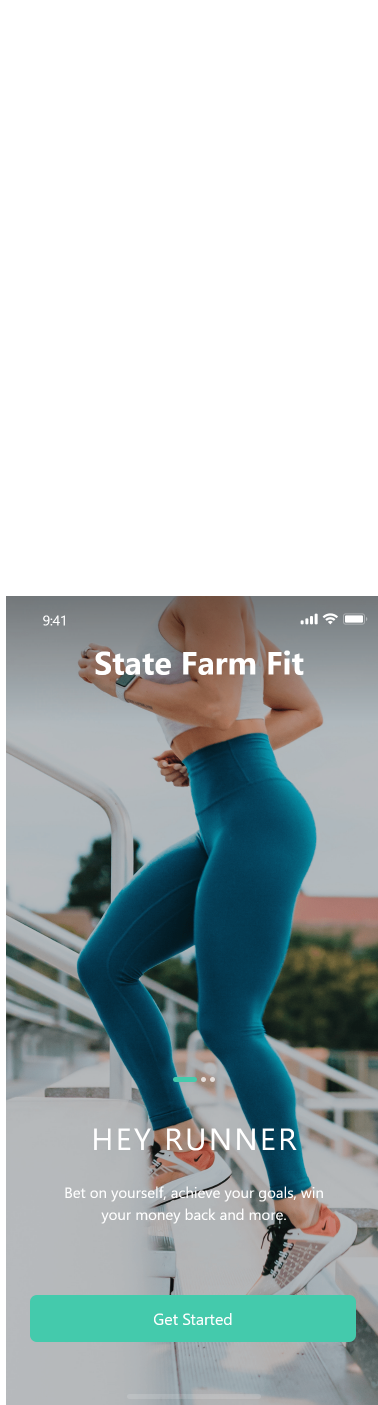 9:41
State Farm Fit
HEY RUNNER
Bet on yourself, achieve your goals, win
your money back and more.
Get Started